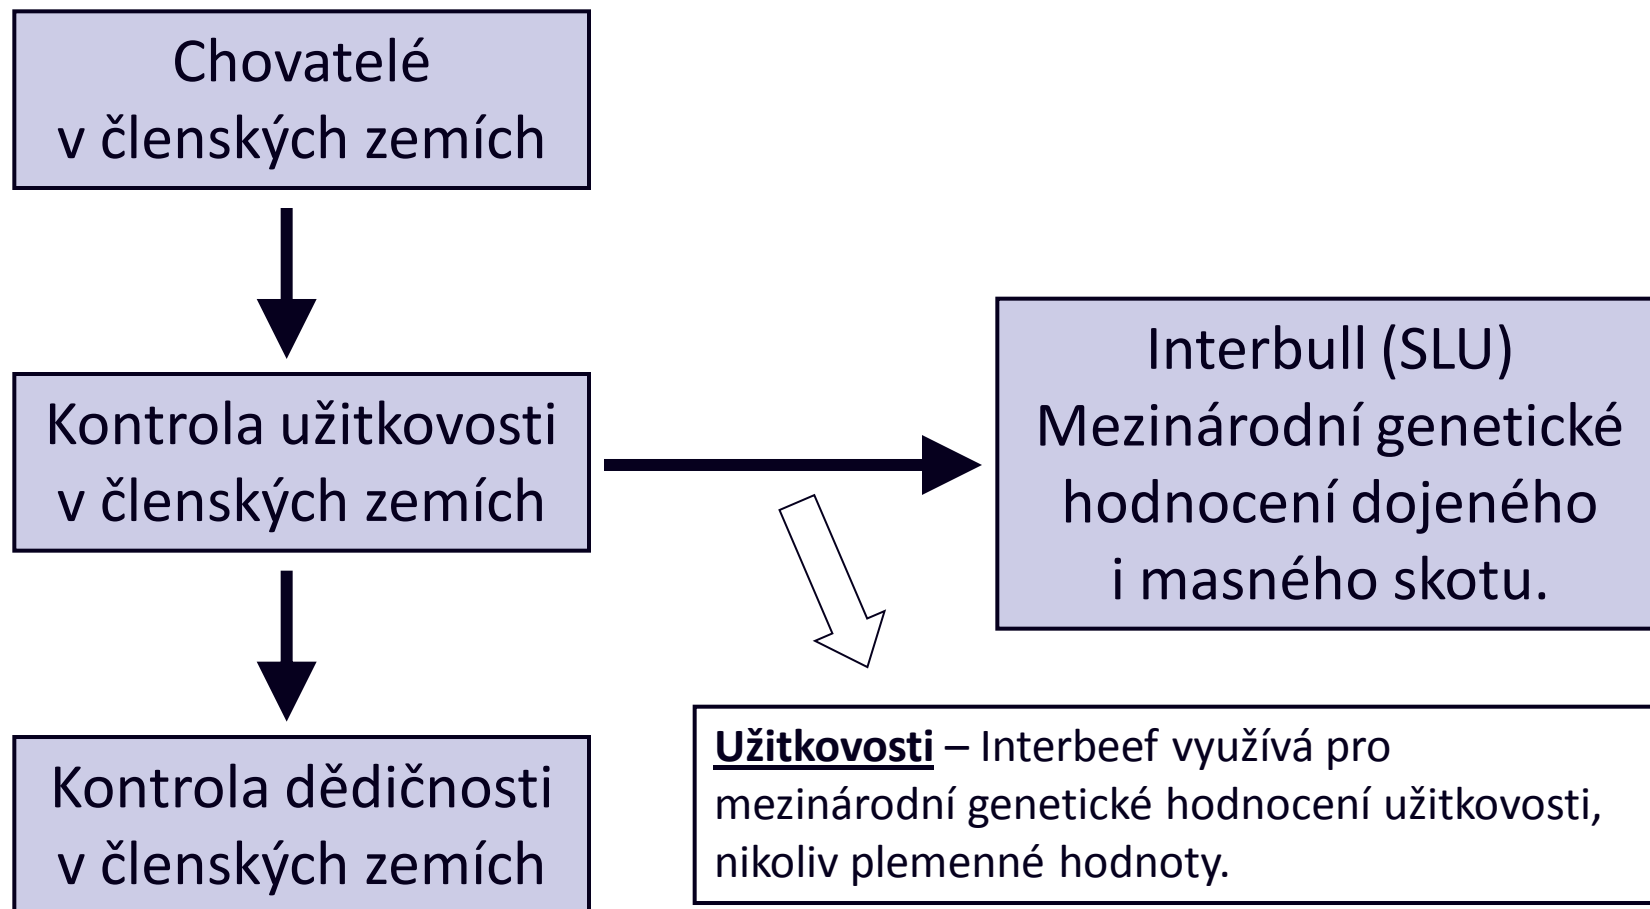 Chovatelé
v členských zemích
Kontrola užitkovosti
v členských zemích
Interbull (SLU)
Mezinárodní genetické
hodnocení dojeného
i masného skotu.
Kontrola dědičnosti
v členských zemích
Užitkovosti – Interbeef využívá pro
mezinárodní genetické hodnocení užitkovosti,
nikoliv plemenné hodnoty.